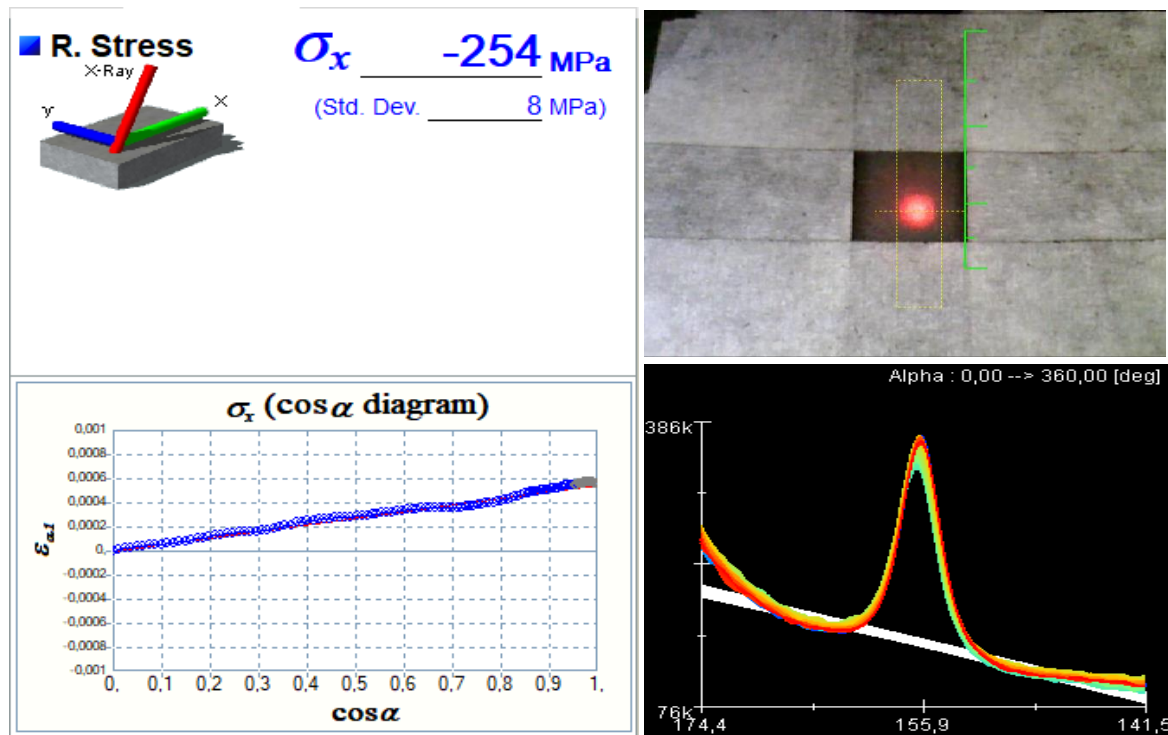 R. Stress
X-Ray
y
X
σx -254 MPa
(Std. Dev. 8 MPa)
σx (cos α diagram)
εa1
0,001
0,0008
0,0006
0,0004
0,0002
0,
-0,0002
-0,0004
-0,0006
-0,0008
-0,001
0, 0,1 0,2 0,3 0,4 0,5 0,6 0,7 0,8 0,9 1,
cos α
Alpha : 0,00 --> 360,00 [deg]
386k
76k
174,4 155,9 141,5